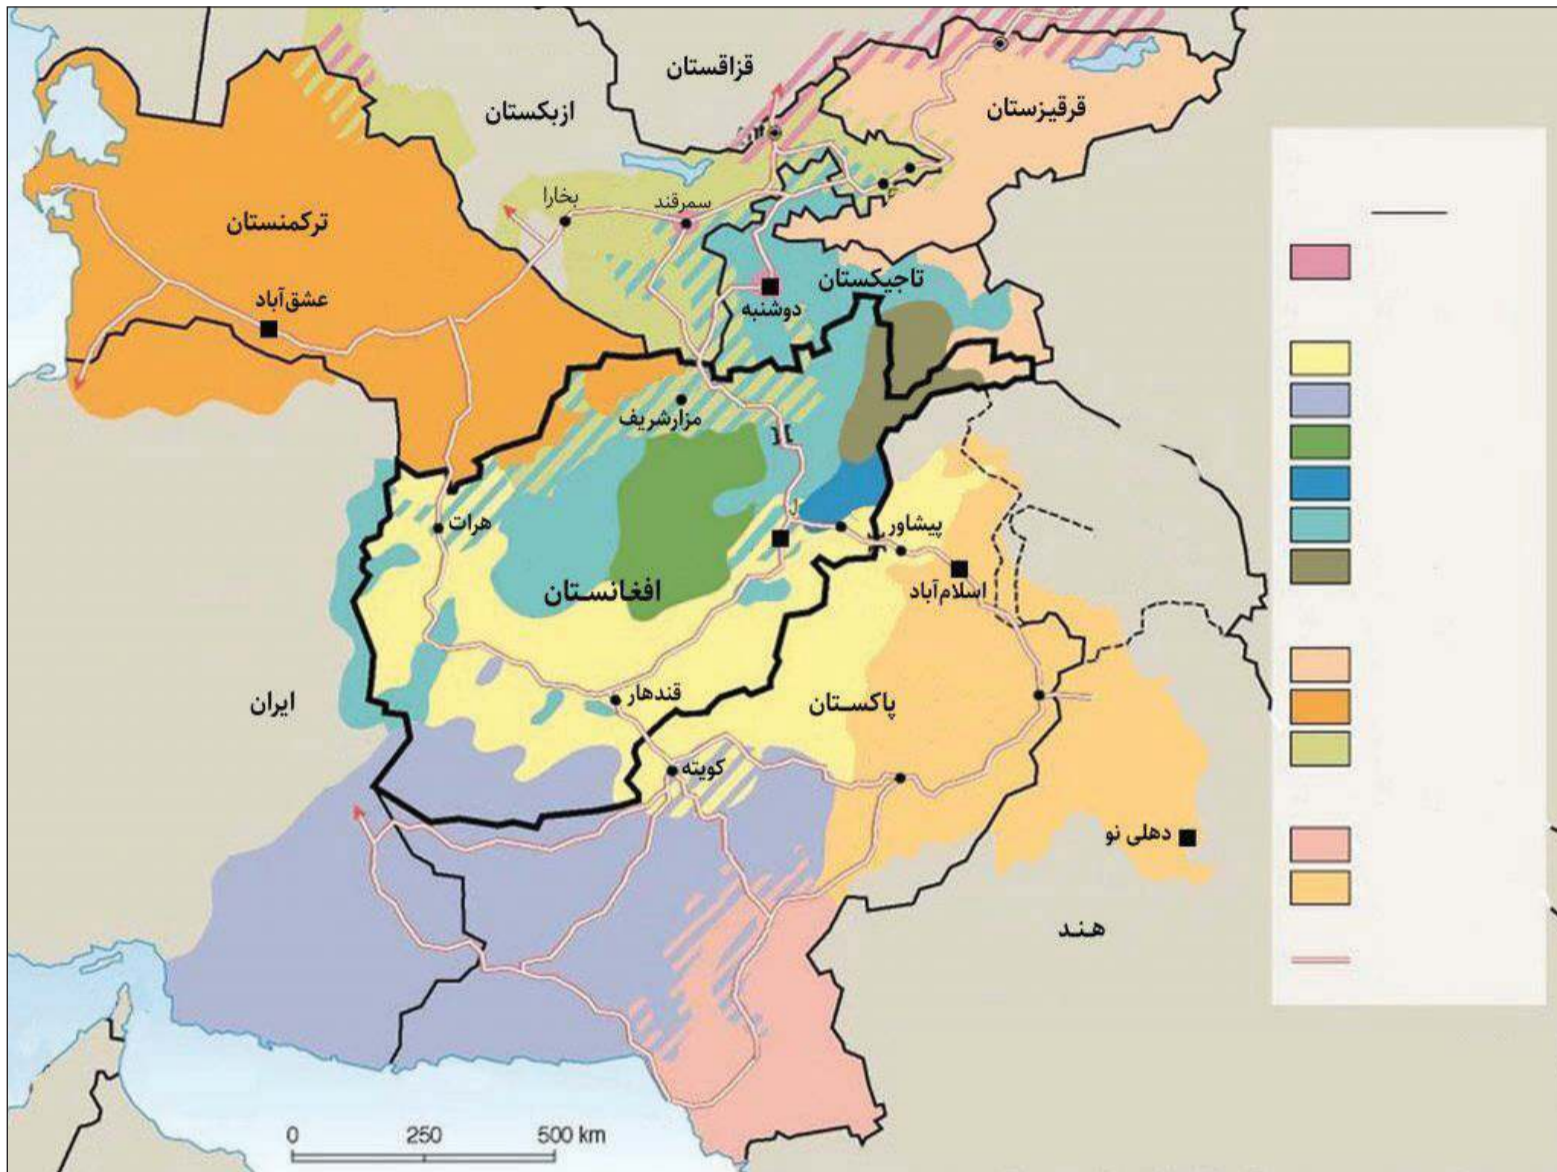 قزاقستان
قرقیزستان
ازبکستان
بخارا
سمرقند
ترکمنستان
تاجیکستان
عشق‌آباد
دوشنبه
مزارشریف
هرات
پیشاور
افغانستان
اسلام‌آباد
ایران
قندهار
پاکستان
کویته
دهلی نو
هند
0 250 500 km